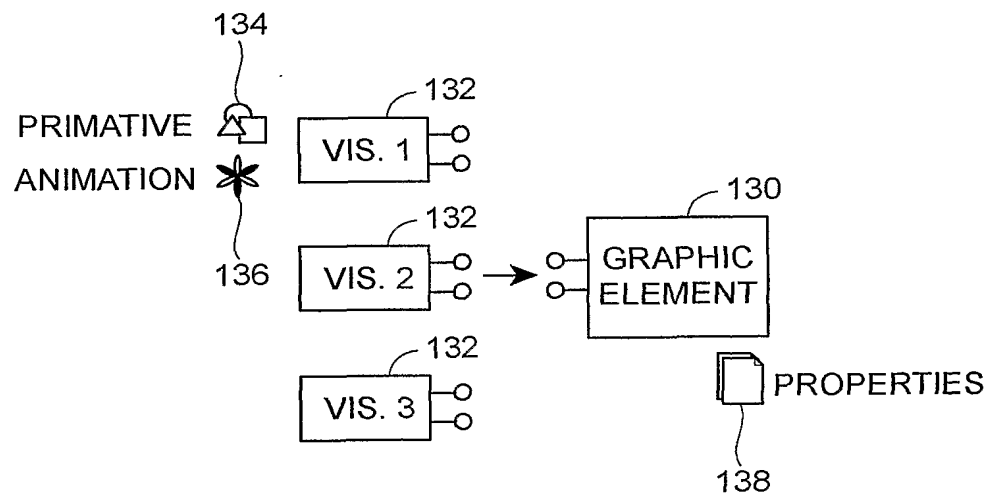 134
132
PRIMATIVE
VIS. 1
ANIMATION
132
130
136
VIS. 2
GRAPHIC
ELEMENT
132
VIS. 3
PROPERTIES
138